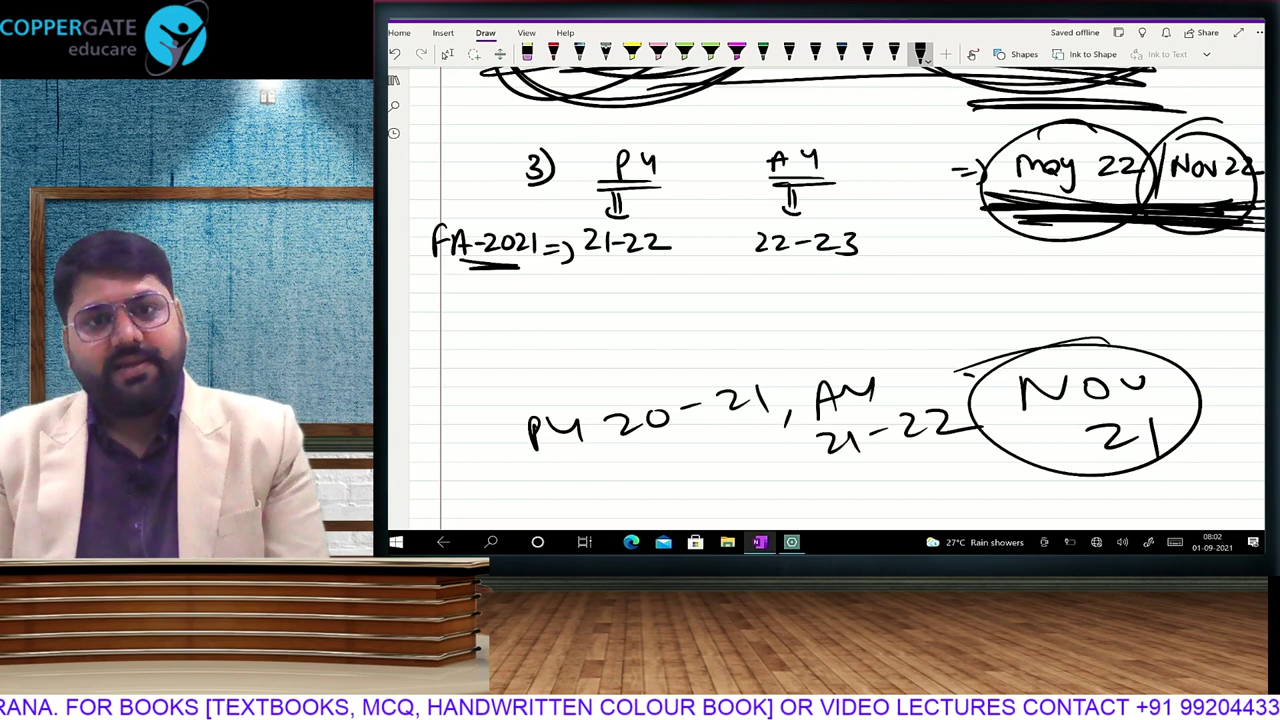 COPPERGATE
educare
Home Insert Draw View Help
Saved offline
Share
Shapes
Ink to Shape
Ink to Text
3) PY AY => May 22 Nov 22
FA-2021 => 21-22 22-23
PY 20-21, AY 21-22 Nov 21
27°C Rain showers
08:02
01-09-2021
RANA. FOR BOOKS [TEXTBOOKS, MCQ, HANDWRITTEN COLOUR BOOK] OR VIDEO LECTURES CONTACT +91 99204433